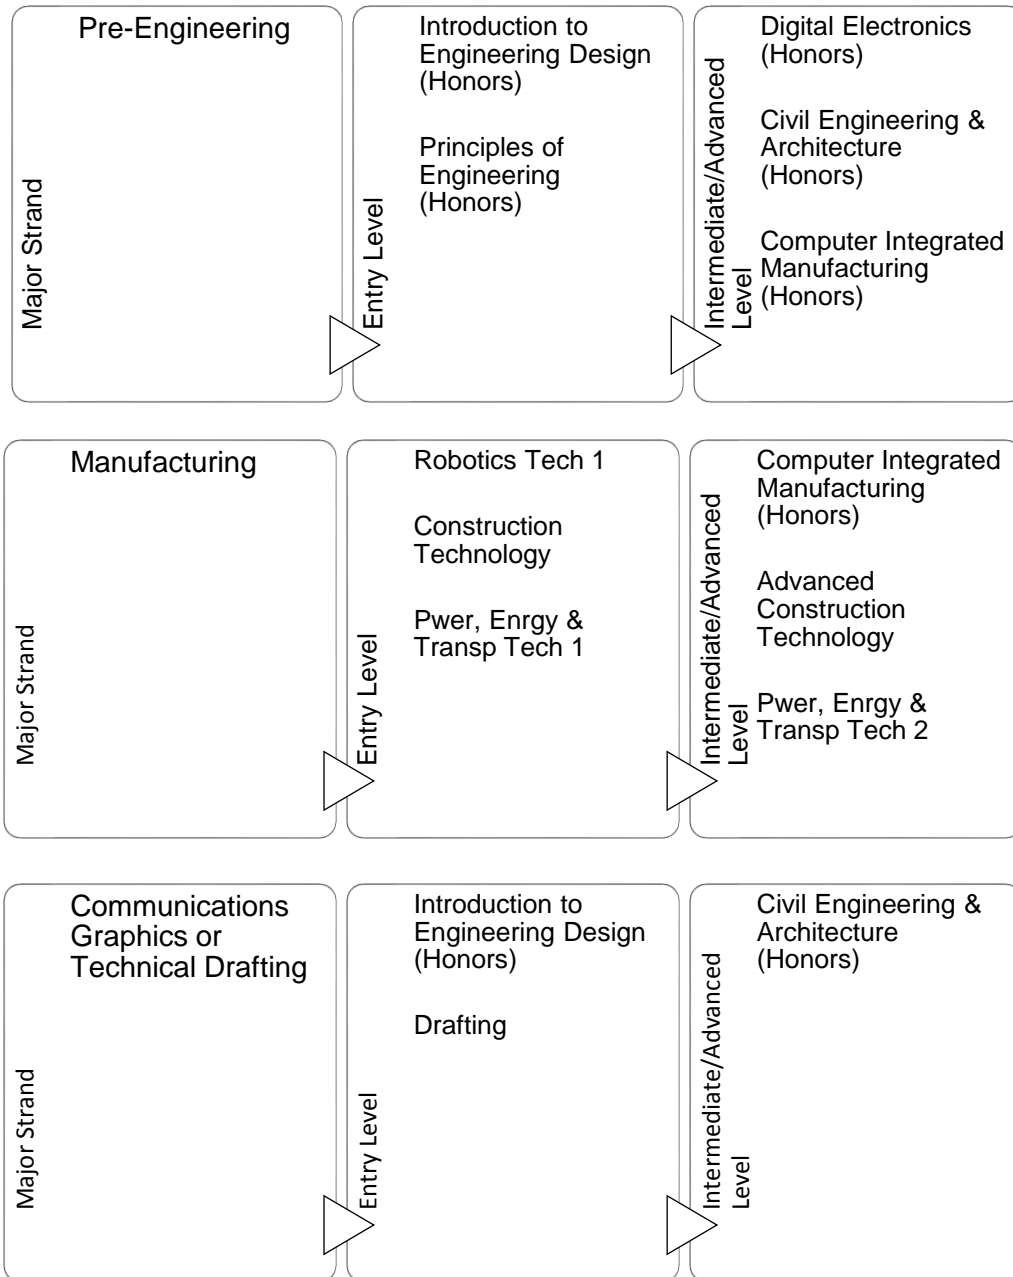 Pre-Engineering
Major Strand
Introduction to
Engineering Design
(Honors)
Principles of
Engineering
(Honors)
Entry Level
Digital Electronics
(Honors)
Civil Engineering &
Architecture
(Honors)
Computer Integrated
Manufacturing
(Honors)
Intermediate/Advanced
Level
Manufacturing
Major Strand
Robotics Tech 1
Construction
Technology
Pwer, Enrgy &
Transp Tech 1
Entry Level
Computer Integrated
Manufacturing
(Honors)
Advanced
Construction
Technology
Pwer, Enrgy &
Transp Tech 2
Intermediate/Advanced
Level
Communications
Graphics or
Technical Drafting
Major Strand
Introduction to
Engineering Design
(Honors)
Drafting
Entry Level
Civil Engineering &
Architecture
(Honors)
Intermediate/Advanced
Level